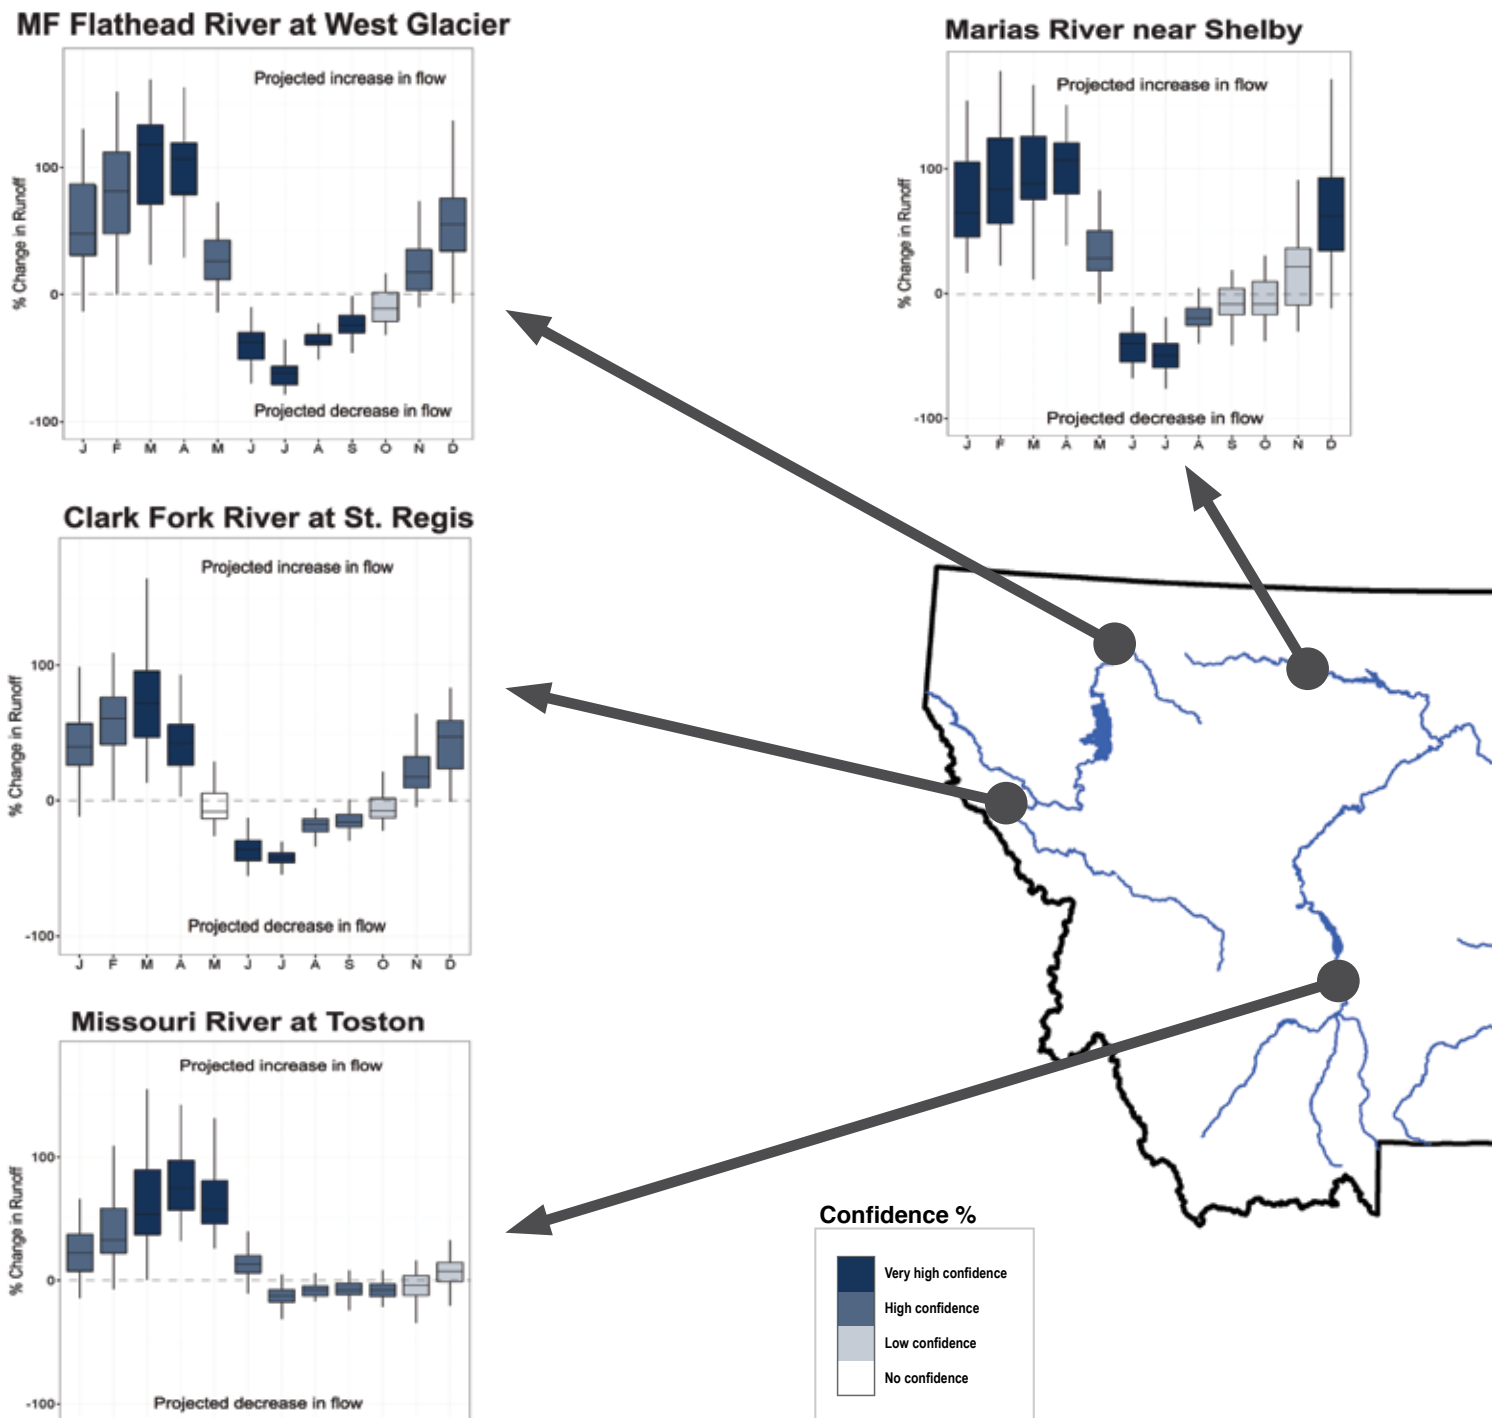 MF Flathead River at West Glacier
Projected increase in flow
% Change in Runoff
100
0
-100
Projected decrease in flow
J F M A M J J A S O N D
Marias River near Shelby
Projected increase in flow
% Change in Runoff
100
0
-100
Projected decrease in flow
J F M A M J J A S O N D
Clark Fork River at St. Regis
Projected increase in flow
% Change in Runoff
100
0
-100
Projected decrease in flow
J F M A M J J A S O N D
Missouri River at Toston
Projected increase in flow
% Change in Runoff
100
0
-100
Projected decrease in flow
Confidence %
Very high confidence
High confidence
Low confidence
No confidence